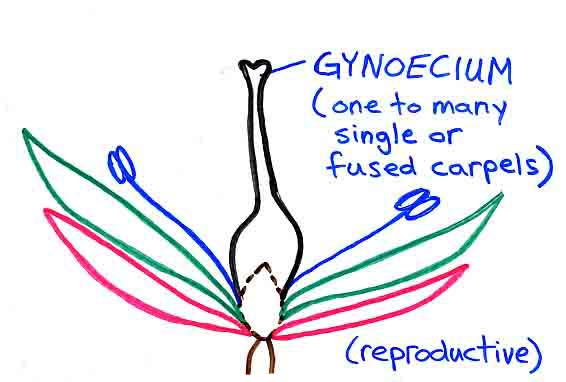 GYNOECIUM
(one to many
single or
fused carpels)
(reproductive)